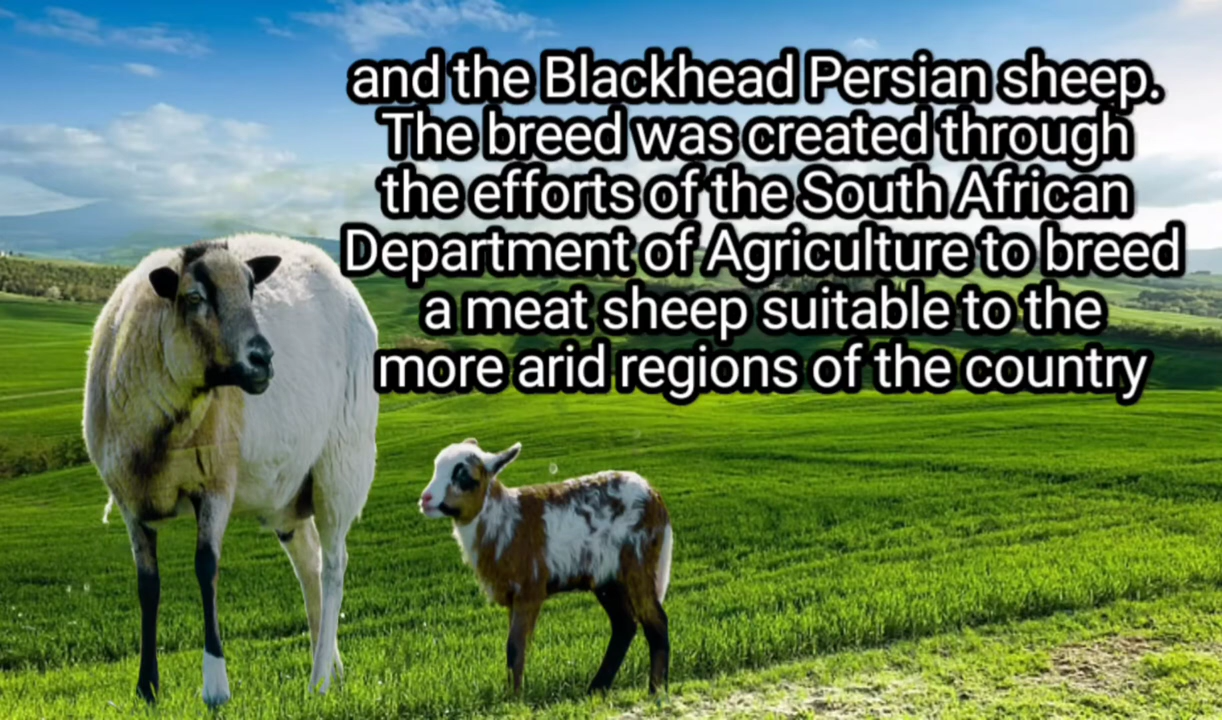 and the Blackhead Persian sheep.
The breed was created through
the efforts of the South African
Department of Agriculture to breed
a meat sheep suitable to the
more arid regions of the country